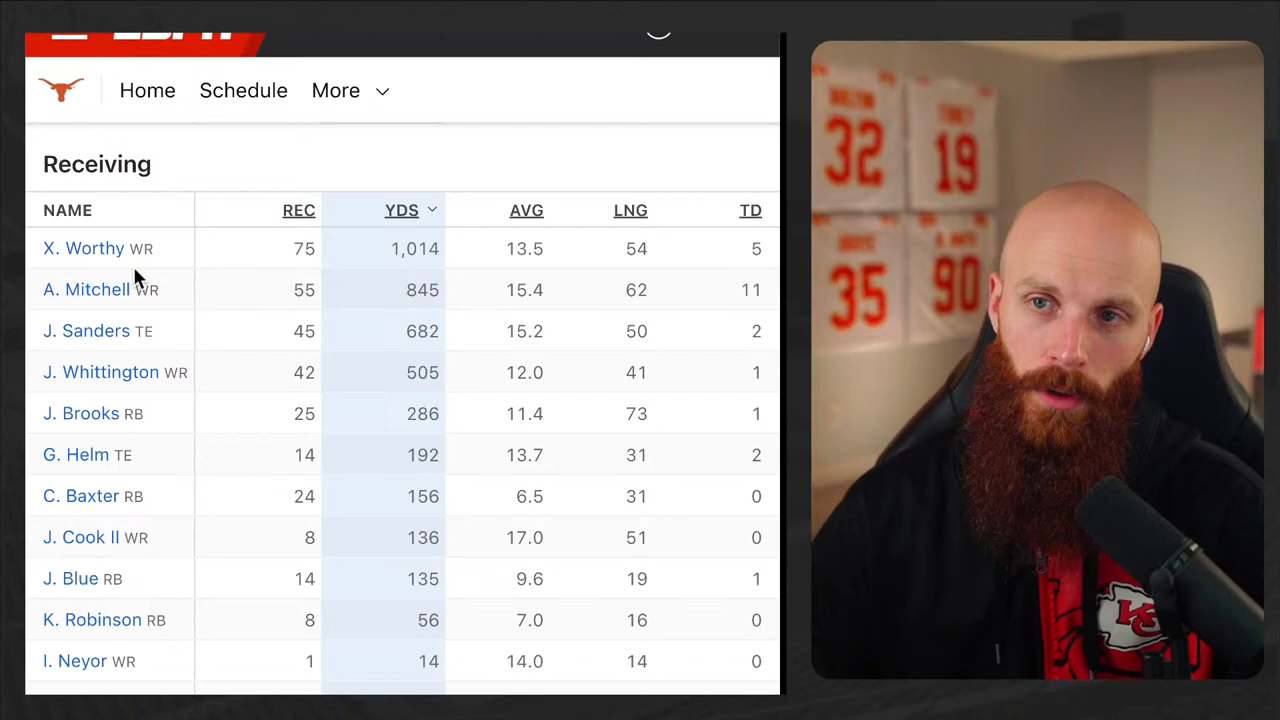 Home Schedule More
Receiving
NAME REC YDS AVG LNG TD
X. Worthy WR 75 1,014 13.5 54 5
A. Mitchell WR 55 845 15.4 62 11
J. Sanders TE 45 682 15.2 50 2
J. Whittington WR 42 505 12.0 41 1
J. Brooks RB 25 286 11.4 73 1
G. Helm TE 14 192 13.7 31 2
C. Baxter RB 24 156 6.5 31 0
J. Cook II WR 8 136 17.0 51 0
J. Blue RB 14 135 9.6 19 1
K. Robinson RB 8 56 7.0 16 0
I. Neyor WR 1 14 14.0 14 0
32
19
35
90
KC